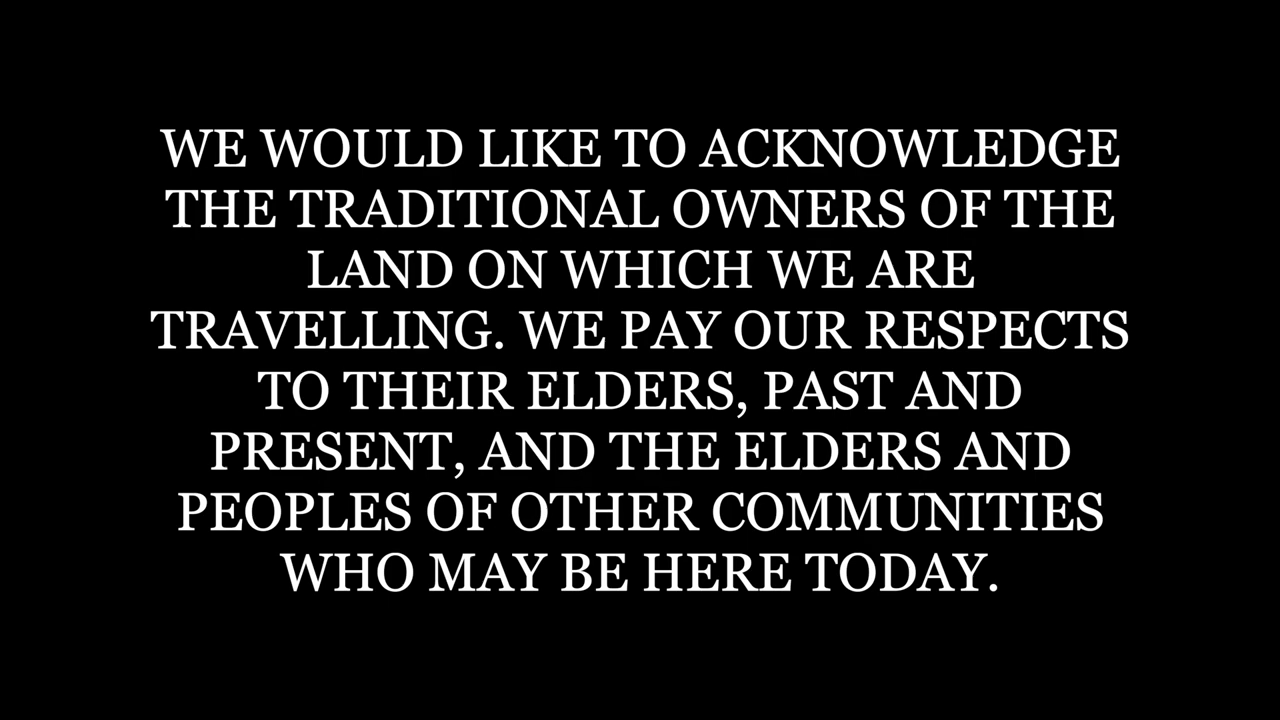 WE WOULD LIKE TO ACKNOWLEDGE
THE TRADITIONAL OWNERS OF THE
LAND ON WHICH WE ARE
TRAVELLING. WE PAY OUR RESPECTS
TO THEIR ELDERS, PAST AND
PRESENT, AND THE ELDERS AND
PEOPLES OF OTHER COMMUNITIES
WHO MAY BE HERE TODAY.